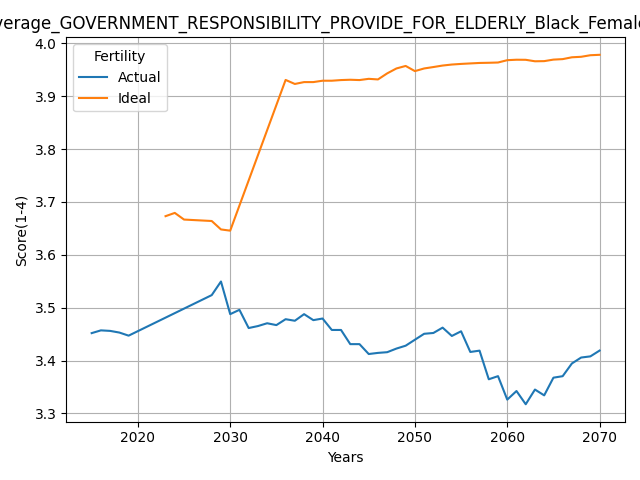 verage_GOVERNMENT_RESPONSIBILITY_PROVIDE_FOR_ELDERLY_Black_Female
Fertility
Actual
Ideal
Score(1-4)
4.0
3.9
3.8
3.7
3.6
3.5
3.4
3.3
2020 2030 2040 2050 2060 2070
Years